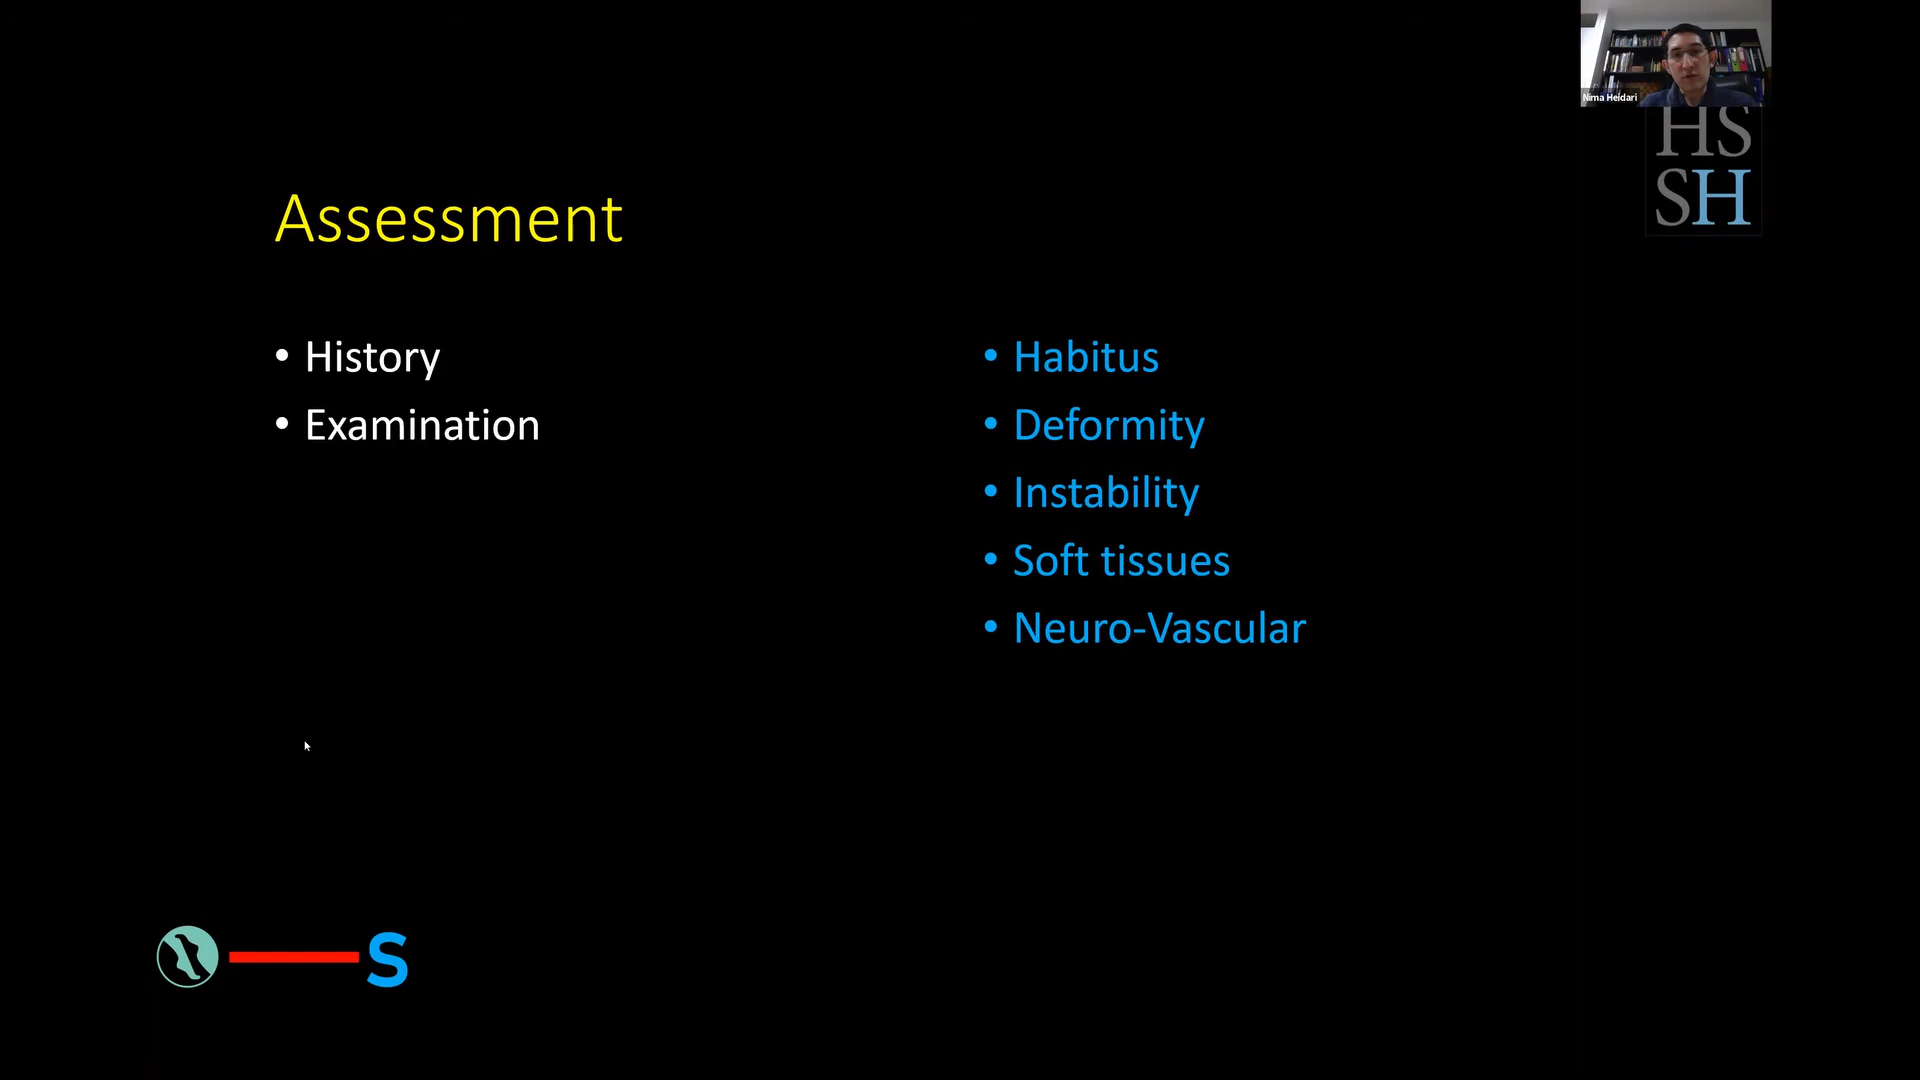 Nima Heidari
HS
SH
Assessment
• History
• Examination
• Habitus
• Deformity
• Instability
• Soft tissues
• Neuro-Vascular
S